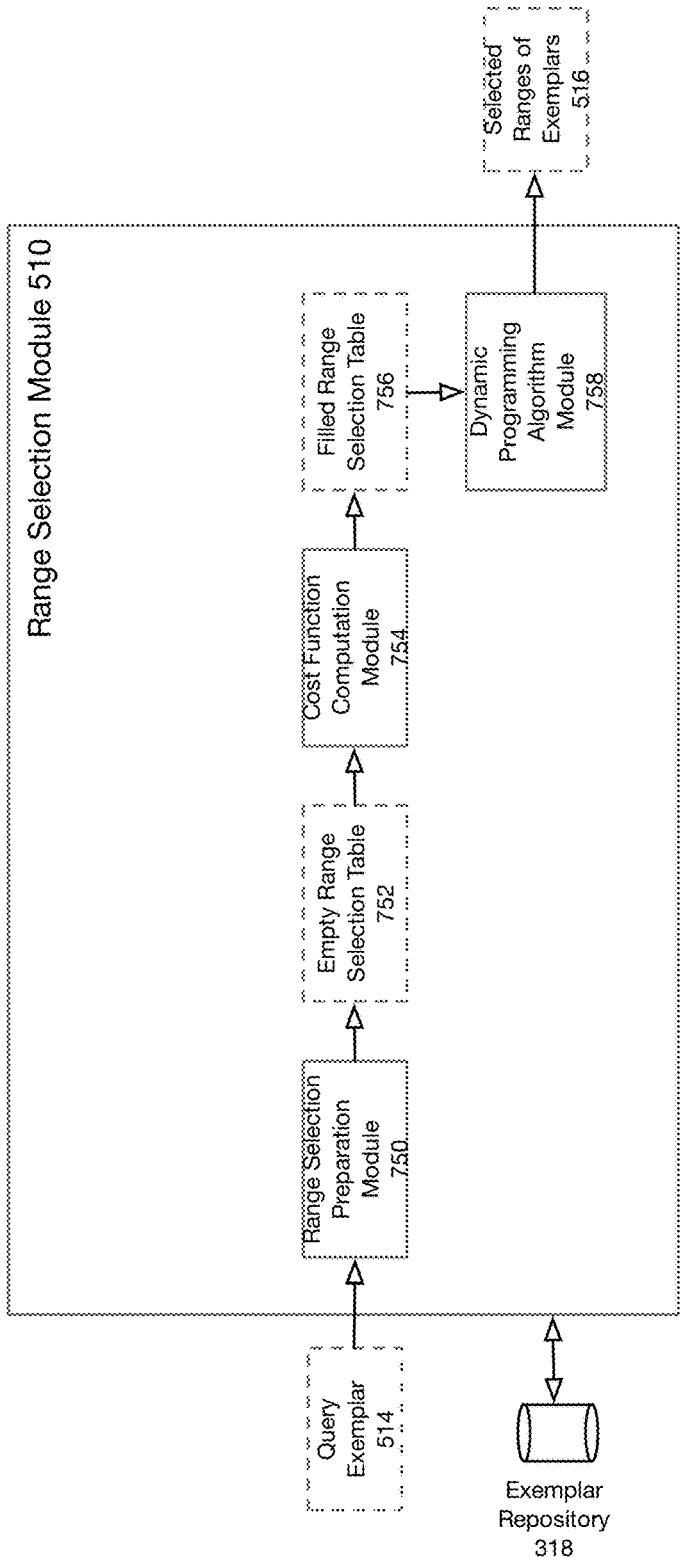 Range Selection Module 510
Query
Exemplar
514
Exemplar
Repository
318
Range Selection
Preparation
Module
750
Empty Range
Selection Table
752
Cost Function
Computation
Module
754
Filled Range
Selection Table
756
Dynamic
Programming
Algorithm
Module
758
Selected
Ranges of
Exemplars
516